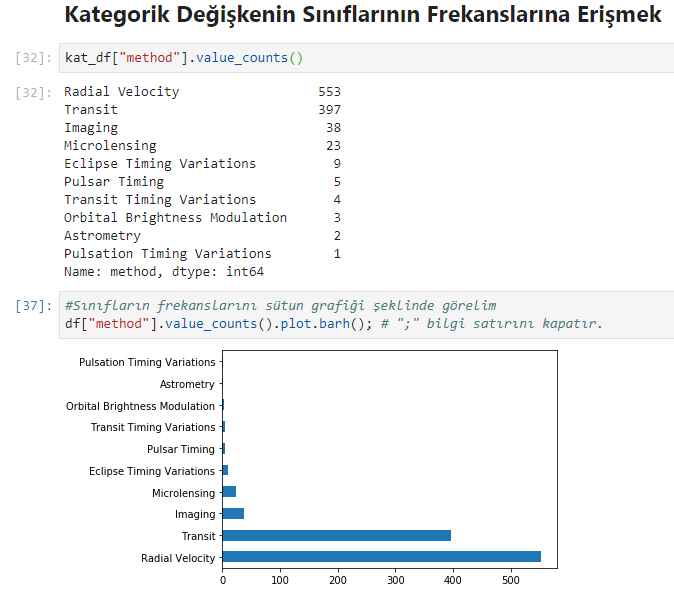 Kategorik Değişkenin Sınıflarının Frekanslarına Erişmek
[32]: kat_df["method"].value_counts()
[32]: Radial Velocity 553
Transit 397
Imaging 38
Microlensing 23
Eclipse Timing Variations 9
Pulsar Timing 5
Transit Timing Variations 4
Orbital Brightness Modulation 3
Astrometry 2
Pulsation Timing Variations 1
Name: method, dtype: int64
[37]: #Sınıfların frekanslarını sütun grafiği şeklinde görelim
df["method"].value_counts().plot.barh(); # ";" bilgi satırını kapatır.
Pulsation Timing Variations
Astrometry
Orbital Brightness Modulation
Transit Timing Variations
Pulsar Timing
Eclipse Timing Variations
Microlensing
Imaging
Transit
Radial Velocity
0 100 200 300 400 500